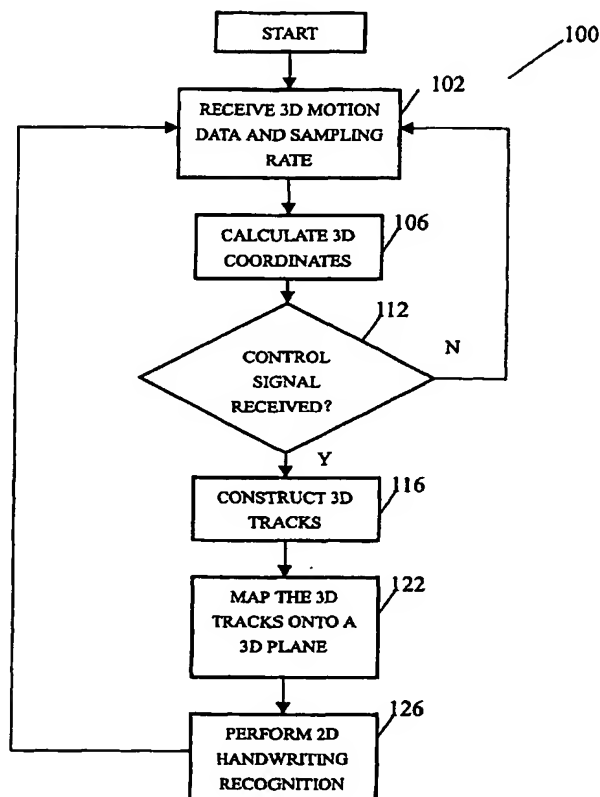 START
100
102
RECEIVE 3D MOTION
DATA AND SAMPLING
RATE
106
CALCULATE 3D
COORDINATES
112
CONTROL
SIGNAL
RECEIVED?
N
Y
116
CONSTRUCT 3D
TRACKS
122
MAP THE 3D
TRACKS ONTO A
3D PLANE
126
PERFORM 2D
HANDWRITING
RECOGNITION